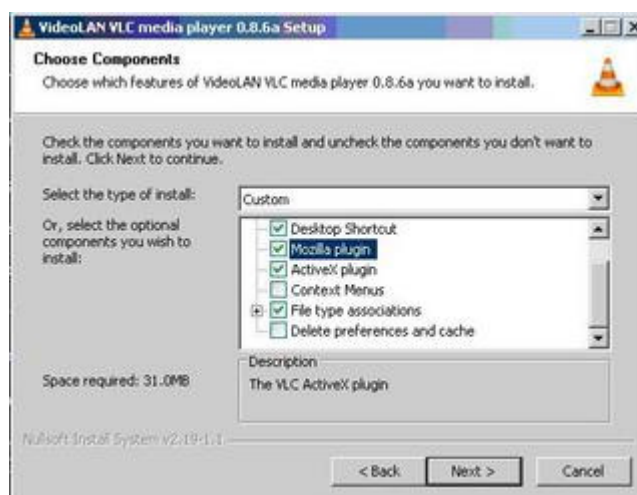 VideoLAN VLC media player 0.8.6a Setup
Choose Components
Choose which features of VideoLAN VLC media player 0.8.6a you want to install.
Check the components you want to install and uncheck the components you don't want to
install. Click Next to continue.
Select the type of install:
Custom
Or, select the optional
components you wish to
install:
Desktop Shortcut
Mozilla plugin
ActiveX plugin
Context Menus
File type associations
Delete preferences and cache
Space required: 31.0MB
Description
The VLC ActiveX plugin
Nullsoft Install System v2.19-1.1
< Back
Next >
Cancel